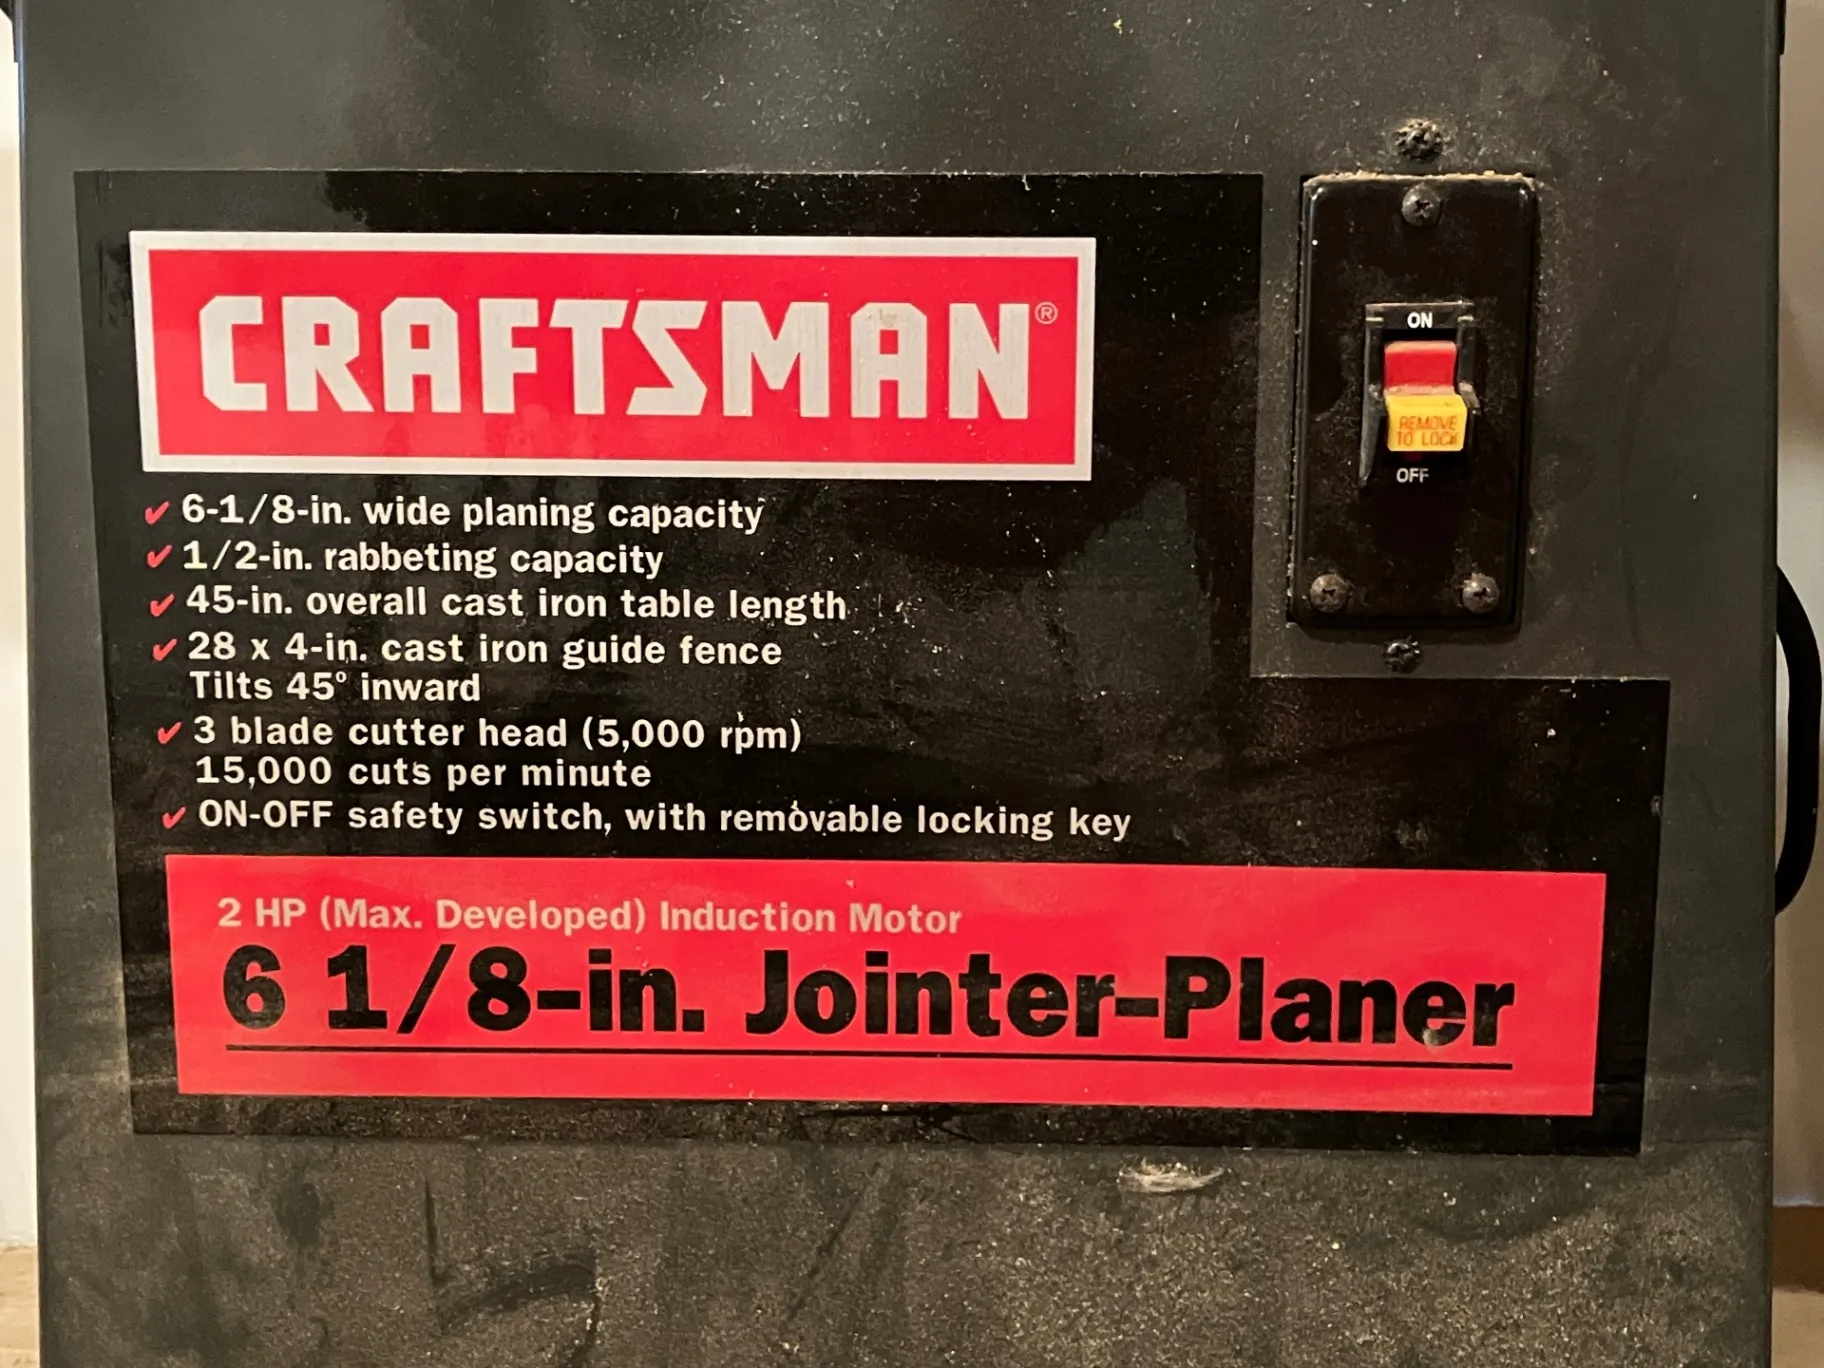 CRAFTSMAN®
✔ 6-1/8-in. wide planing capacity
✔ 1/2-in. rabbeting capacity
✔ 45-in. overall cast iron table length
✔ 28 x 4-in. cast iron guide fence
Tilts 45° inward
✔ 3 blade cutter head (5,000 rpm)
15,000 cuts per minute
✔ ON-OFF safety switch, with removable locking key
2 HP (Max. Developed) Induction Motor
6 1/8-in. Jointer-Planer
ON
REMOVE
TO LOCK
OFF